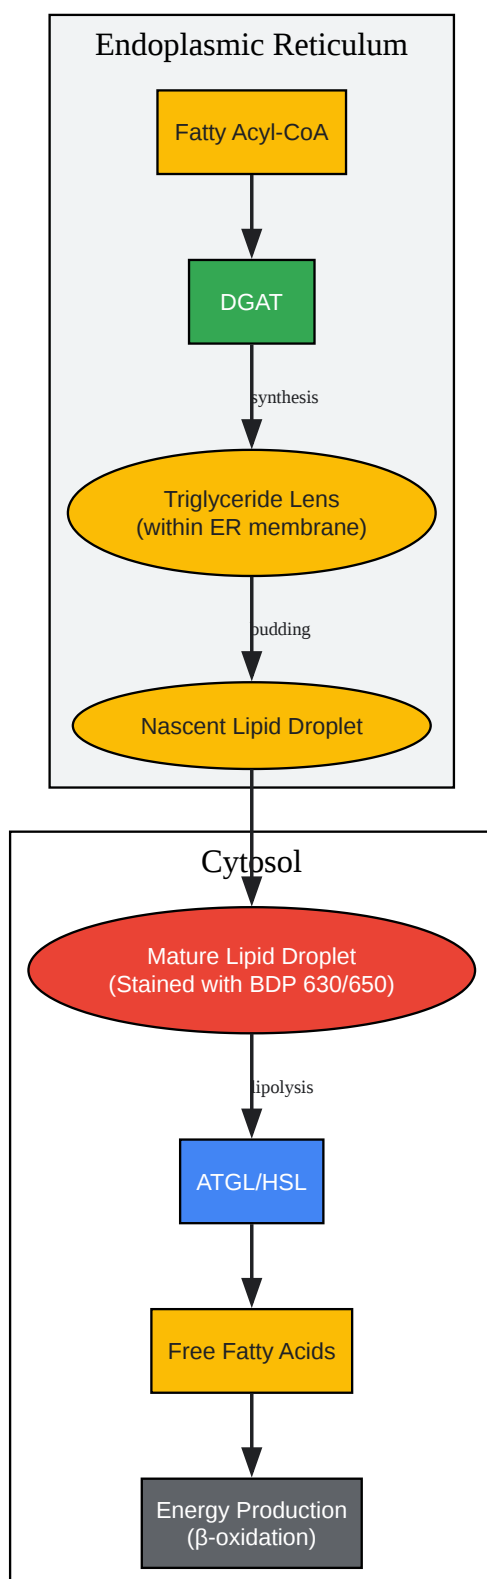 Endoplasmic Reticulum
Fatty Acyl-CoA
DGAT
synthesis
Triglyceride Lens
(within ER membrane)
budding
Nascent Lipid Droplet
Cytosol
Mature Lipid Droplet
(Stained with BDP 630/650)
lipolysis
ATGL/HSL
Free Fatty Acids
Energy Production
(β-oxidation)